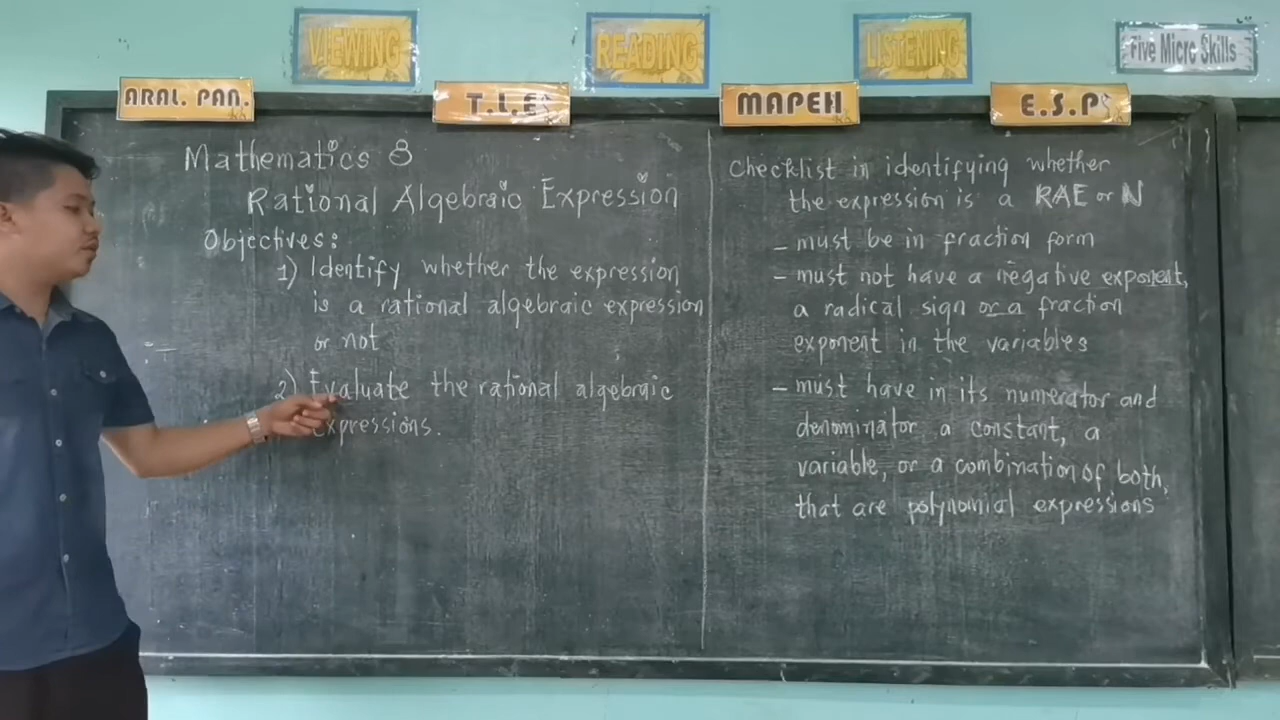 VIEWING
READING
LISTENING
Five Micro Skills
ARAL. PAN.
T.L.E
MAPEH
E.S.P
Mathematics 8
Rational Algebraic Expression
Objectives:
1) Identify whether the expression
is a rational algebraic expression
or not
2) Evaluate the rational algebraic
expressions.
Checklist in identifying whether
the expression is a RAE or N
- must be in fraction form
- must not have a negative exponent,
a radical sign or a fraction
exponent in the variables
- must have in its numerator and
denominator a constant, a
variable, or a combination of both,
that are polynomial expressions